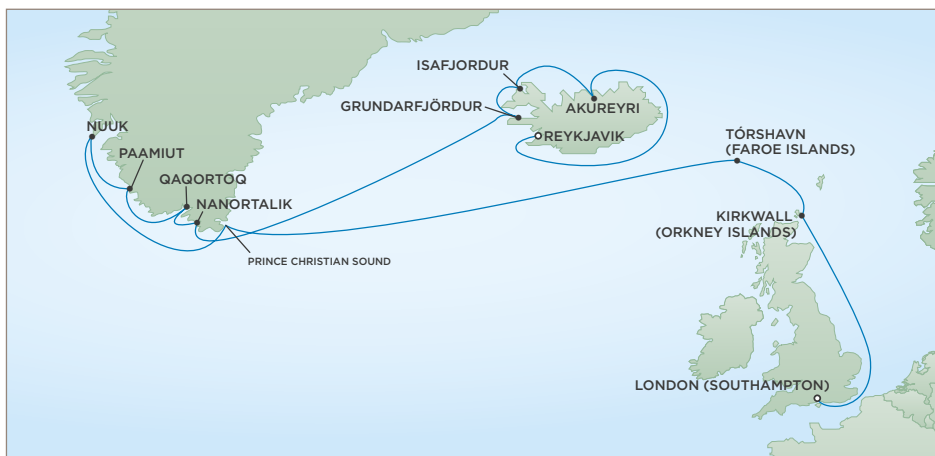 ISAFJORDUR
GRUNDARFJÖRDUR
AKUREYRI
REYKJAVIK
NUUK
PAAMIUT
QAQORTOQ
NANORTALIK
PRINCE CHRISTIAN SOUND
TÓRSHAVN
(FAROE ISLANDS)
KIRKWALL
(ORKNEY ISLANDS)
LONDON (SOUTHAMPTON)